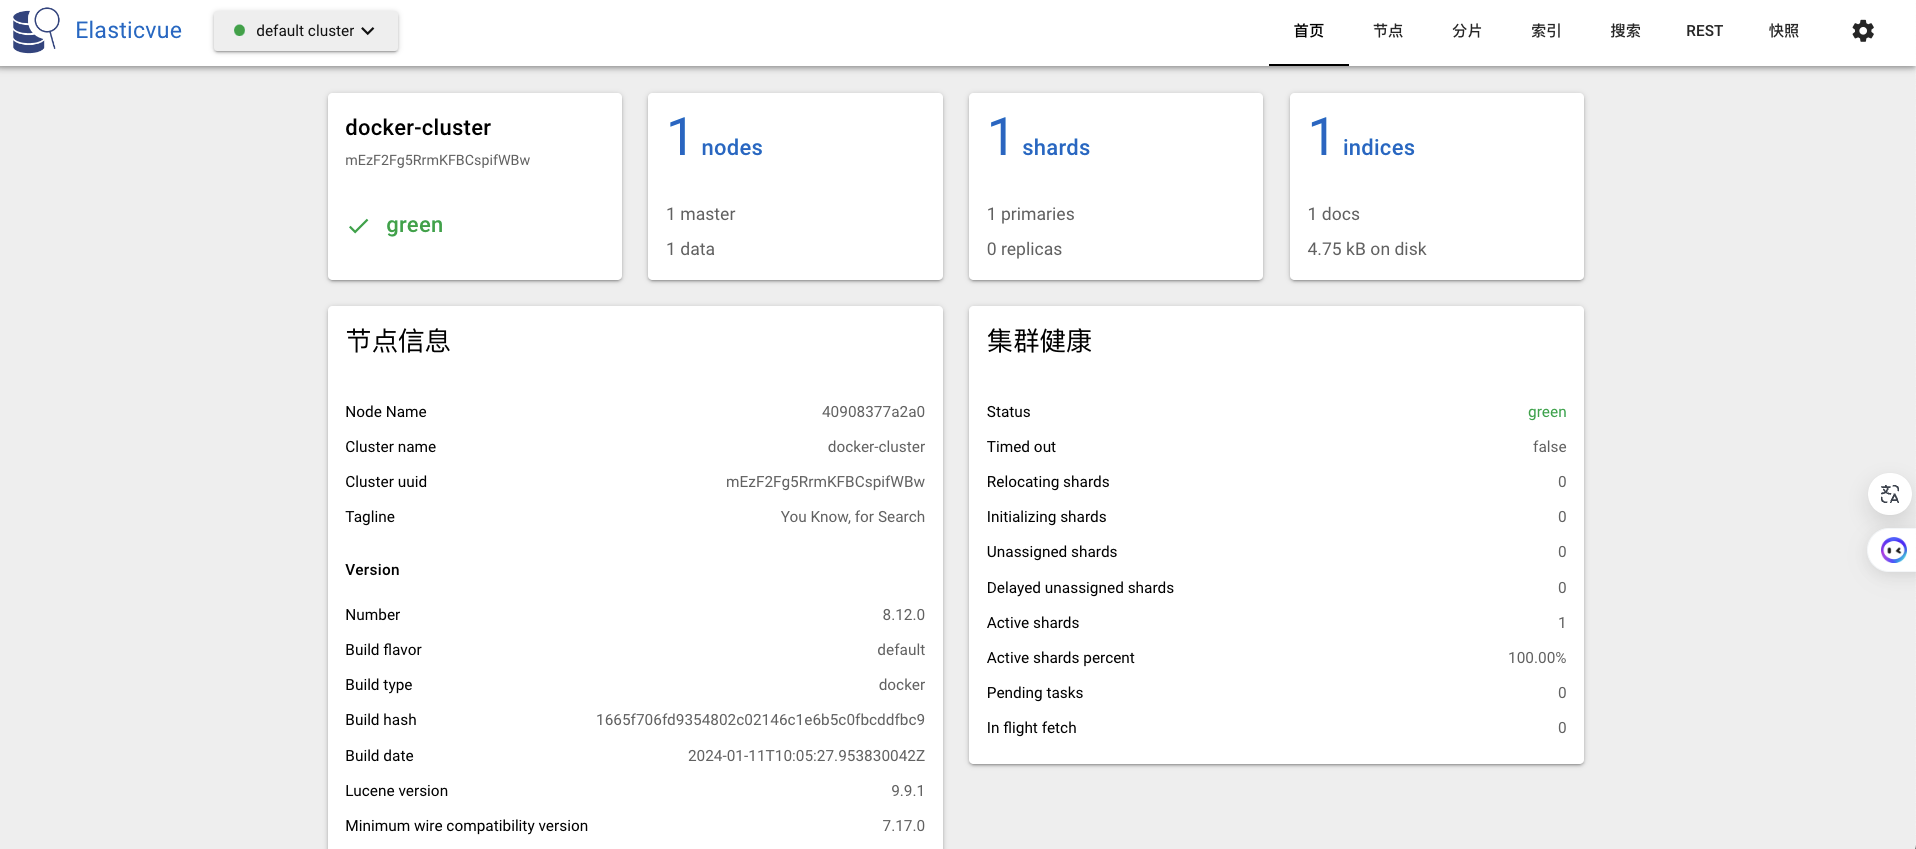 Elasticvue
default cluster
首页
节点
分片
索引
搜索
REST
快照
docker-cluster
mEzF2Fg5RrmKFBCspifWBw
green
1 nodes
1 master
1 data
1 shards
1 primaries
0 replicas
1 indices
1 docs
4.75 kB on disk
节点信息
Node Name 40908377a2a0
Cluster name docker-cluster
Cluster uuid mEzF2Fg5RrmKFBCspifWBw
Tagline You Know, for Search
Version
Number 8.12.0
Build flavor default
Build type docker
Build hash 1665f706fd9354802c02146c1e6b5c0fbcddfbc9
Build date 2024-01-11T10:05:27.953830042Z
Lucene version 9.9.1
Minimum wire compatibility version 7.17.0
集群健康
Status green
Timed out false
Relocating shards 0
Initializing shards 0
Unassigned shards 0
Delayed unassigned shards 0
Active shards 1
Active shards percent 100.00%
Pending tasks 0
In flight fetch 0